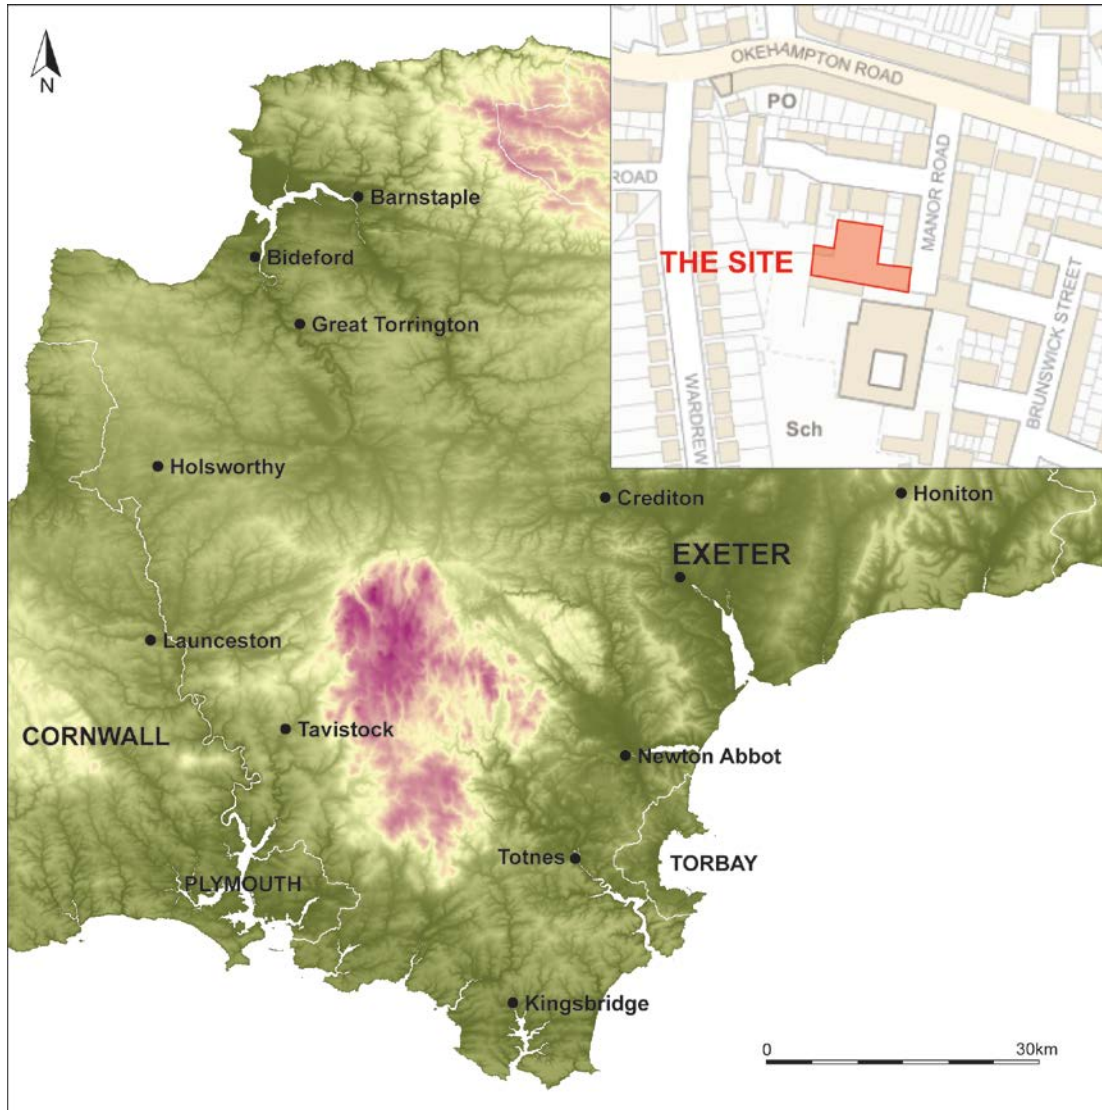 N
OKEHAMPTON ROAD
PO
MANOR ROAD
ROAD
THE SITE
BRUNSWICK STREET
WARDREW
Sch
Barnstaple
Bideford
Great Torrington
Holsworthy
Crediton
Honiton
EXETER
Launceston
Tavistock
CORNWALL
Newton Abbot
Totnes
TORBAY
PLYMOUTH
Kingsbridge
0 30km